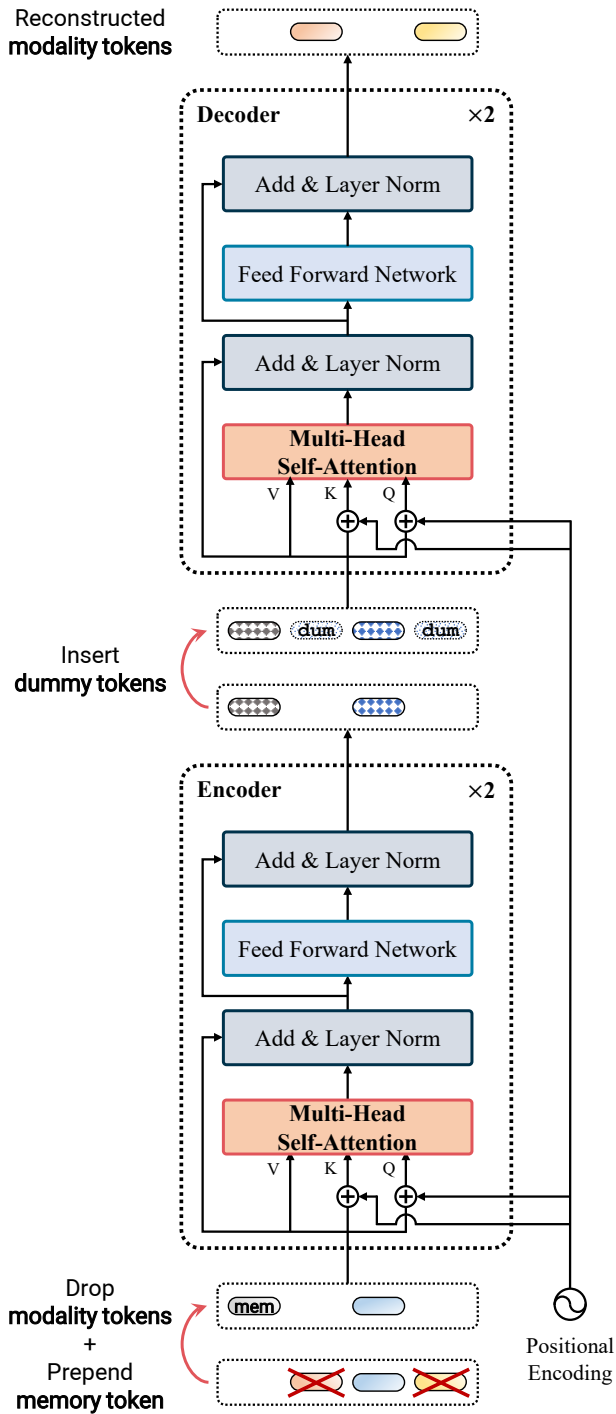 Reconstructed
modality tokens
Decoder
×2
Add & Layer Norm
Feed Forward Network
Add & Layer Norm
Multi-Head
Self-Attention
V
K
Q
dum
dum
Insert
dummy tokens
Encoder
×2
Add & Layer Norm
Feed Forward Network
Add & Layer Norm
Multi-Head
Self-Attention
V
K
Q
Drop
modality tokens
+
Prepend
memory token
mem
Positional
Encoding